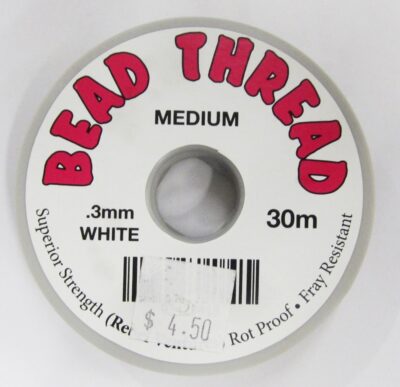 BEAD THREAD
MEDIUM
.3mm
WHITE
30m
$ 4.50
Superior Strength Rot Proof • Fray Resistant